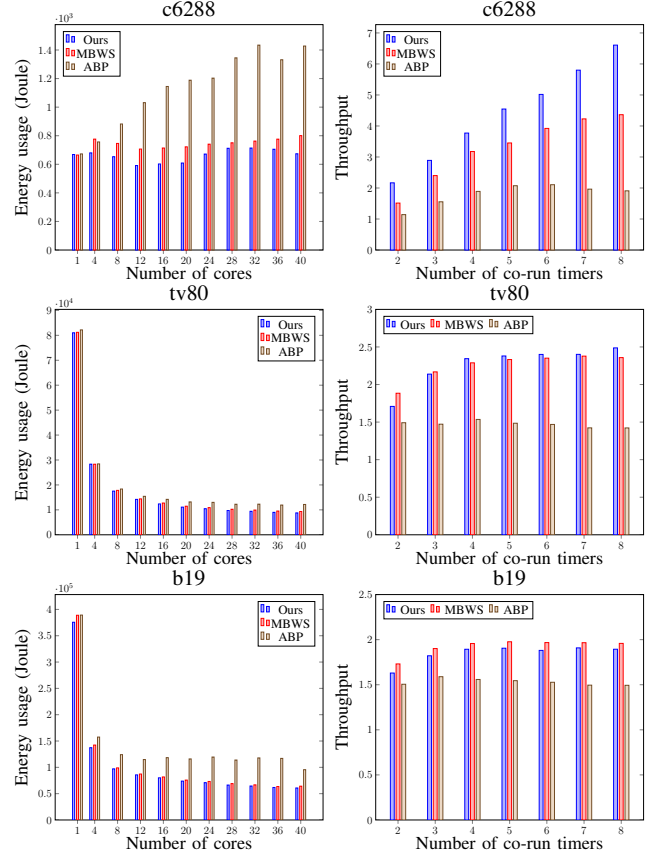 c6288
·10³
Energy usage (Joule)
1.4
1.2
1
0.8
0.6
0.4
0.2
0
Ours
MBWS
ABP
1 4 8 12 16 20 24 28 32 36 40
Number of cores
c6288
Throughput
7
6
5
4
3
2
1
0
Ours
MBWS
ABP
2 3 4 5 6 7 8
Number of co-run timers
tv80
·10⁴
Energy usage (Joule)
9
8
7
6
5
4
3
2
1
0
Ours
MBWS
ABP
1 4 8 12 16 20 24 28 32 36 40
Number of cores
tv80
Throughput
3
2.5
2
1.5
1
0.5
0
Ours MBWS ABP
2 3 4 5 6 7 8
Number of co-run timers
b19
·10⁵
Energy usage (Joule)
4
3.5
3
2.5
2
1.5
1
0.5
0
Ours
MBWS
ABP
1 4 8 12 16 20 24 28 32 36 40
Number of cores
b19
Throughput
2.5
2
1.5
1
0.5
0
Ours MBWS ABP
2 3 4 5 6 7 8
Number of co-run timers